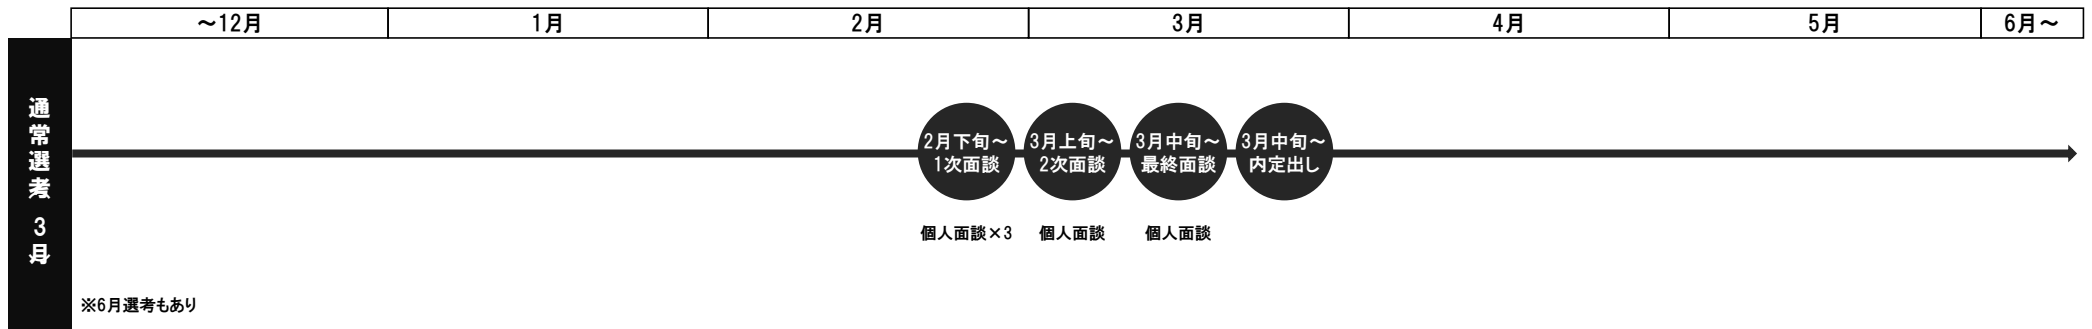 ～12月
1月
2月
3月
4月
5月
6月～
通常選考 3月
2月下旬～
1次面談
3月上旬～
2次面談
3月中旬～
最終面談
3月中旬～
内定出し
個人面談×3
個人面談
個人面談
※6月選考もあり